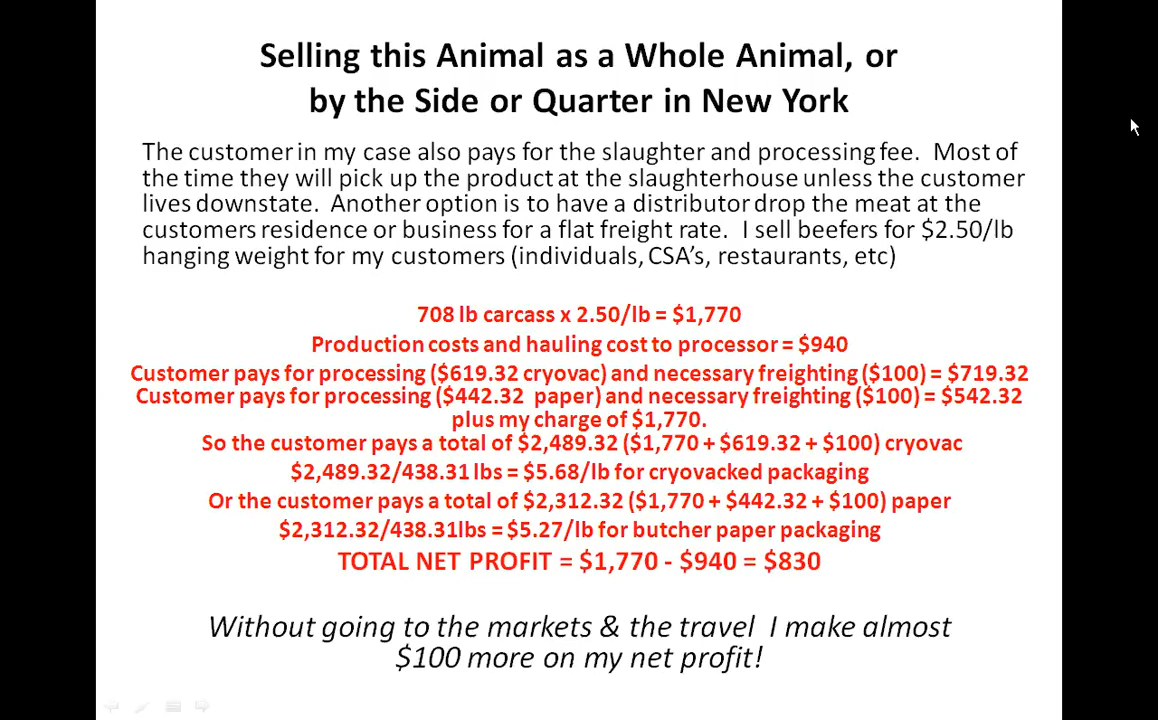 Selling this Animal as a Whole Animal, or
by the Side or Quarter in New York
The customer in my case also pays for the slaughter and processing fee.  Most of
the time they will pick up the product at the slaughterhouse unless the customer
lives downstate.  Another option is to have a distributor drop the meat at the
customers residence or business for a flat freight rate.  I sell beefers for $2.50/lb
hanging weight for my customers (individuals, CSA’s, restaurants, etc)
708 lb carcass x 2.50/lb = $1,770
Production costs and hauling cost to processor = $940
Customer pays for processing ($619.32 cryovac) and necessary freighting ($100) = $719.32
Customer pays for processing ($442.32  paper) and necessary freighting ($100) = $542.32
plus my charge of $1,770.
So the customer pays a total of $2,489.32 ($1,770 + $619.32 + $100) cryovac
$2,489.32/438.31 lbs = $5.68/lb for cryovacked packaging
Or the customer pays a total of $2,312.32 ($1,770 + $442.32 + $100) paper
$2,312.32/438.31lbs = $5.27/lb for butcher paper packaging
TOTAL NET PROFIT = $1,770 - $940 = $830
Without going to the markets & the travel  I make almost
$100 more on my net profit!